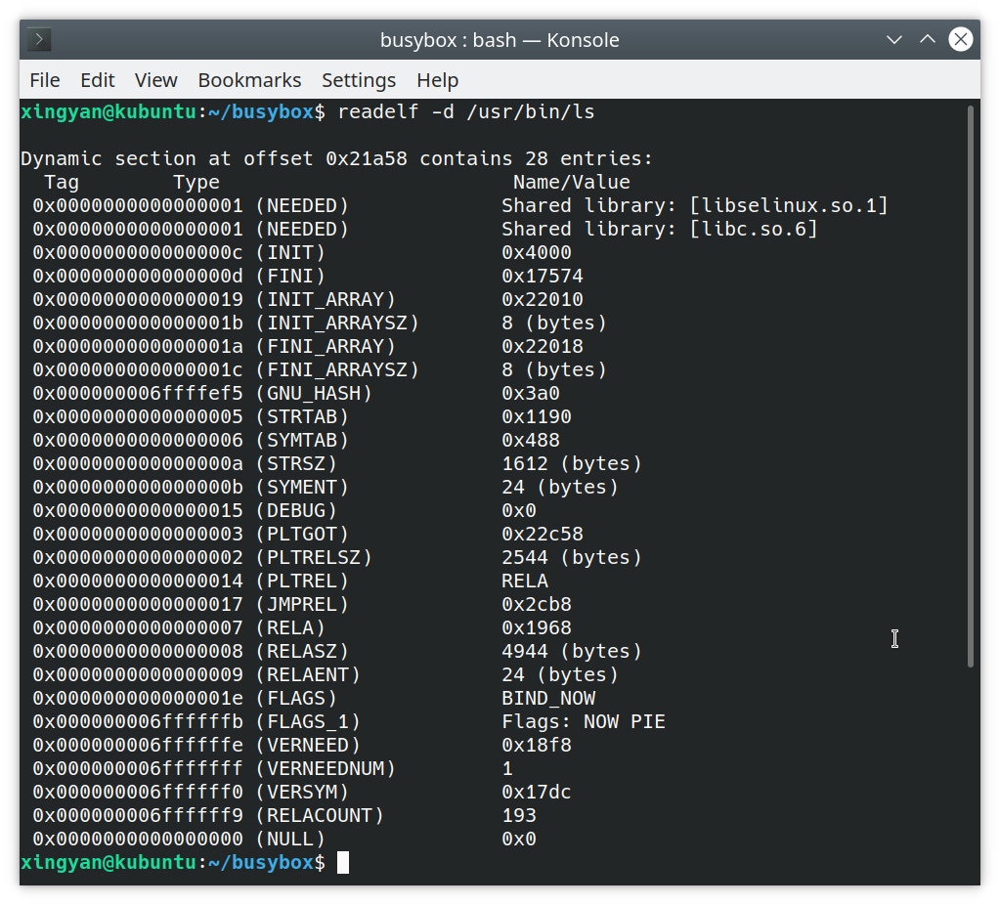 busybox : bash — Konsole
File Edit View Bookmarks Settings Help
xingyan@kubuntu:~/busybox$ readelf -d /usr/bin/ls
Dynamic section at offset 0x21a58 contains 28 entries:
  Tag        Type                         Name/Value
 0x0000000000000001 (NEEDED)             Shared library: [libselinux.so.1]
 0x0000000000000001 (NEEDED)             Shared library: [libc.so.6]
 0x000000000000000c (INIT)               0x4000
 0x000000000000000d (FINI)               0x17574
 0x0000000000000019 (INIT_ARRAY)         0x22010
 0x000000000000001b (INIT_ARRAYSZ)       8 (bytes)
 0x000000000000001a (FINI_ARRAY)         0x22018
 0x000000000000001c (FINI_ARRAYSZ)       8 (bytes)
 0x000000006ffffef5 (GNU_HASH)           0x3a0
 0x0000000000000005 (STRTAB)             0x1190
 0x0000000000000006 (SYMTAB)             0x488
 0x000000000000000a (STRSZ)              1612 (bytes)
 0x000000000000000b (SYMENT)             24 (bytes)
 0x0000000000000015 (DEBUG)              0x0
 0x0000000000000003 (PLTGOT)             0x22c58
 0x0000000000000002 (PLTRELSZ)           2544 (bytes)
 0x0000000000000014 (PLTREL)             RELA
 0x0000000000000017 (JMPREL)             0x2cb8
 0x0000000000000007 (RELA)               0x1968
 0x0000000000000008 (RELASZ)             4944 (bytes)
 0x0000000000000009 (RELAENT)            24 (bytes)
 0x000000000000001e (FLAGS)              BIND_NOW
 0x000000006ffffffb (FLAGS_1)            Flags: NOW PIE
 0x000000006ffffffe (VERNEED)            0x18f8
 0x000000006fffffff (VERNEEDNUM)         1
 0x000000006ffffff0 (VERSYM)             0x17dc
 0x000000006ffffff9 (RELACOUNT)          193
 0x0000000000000000 (NULL)               0x0
xingyan@kubuntu:~/busybox$